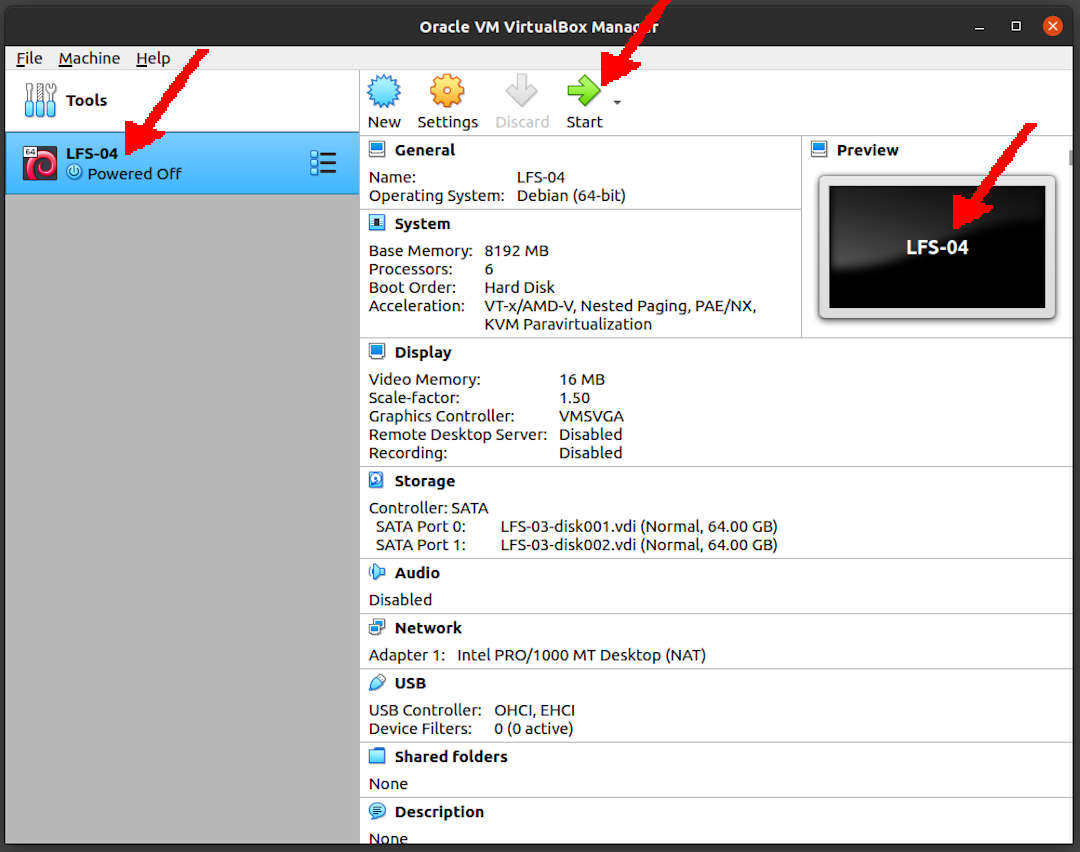 Oracle VM VirtualBox Manager
File Machine Help
Tools
64
LFS-04
Powered Off
New Settings Discard Start
General
Name: LFS-04
Operating System: Debian (64-bit)
Preview
LFS-04
System
Base Memory: 8192 MB
Processors: 6
Boot Order: Hard Disk
Acceleration: VT-x/AMD-V, Nested Paging, PAE/NX,
KVM Paravirtualization
Display
Video Memory: 16 MB
Scale-factor: 1.50
Graphics Controller: VMSVGA
Remote Desktop Server: Disabled
Recording: Disabled
Storage
Controller: SATA
SATA Port 0: LFS-03-disk001.vdi (Normal, 64.00 GB)
SATA Port 1: LFS-03-disk002.vdi (Normal, 64.00 GB)
Audio
Disabled
Network
Adapter 1: Intel PRO/1000 MT Desktop (NAT)
USB
USB Controller: OHCI, EHCI
Device Filters: 0 (0 active)
Shared folders
None
Description
None